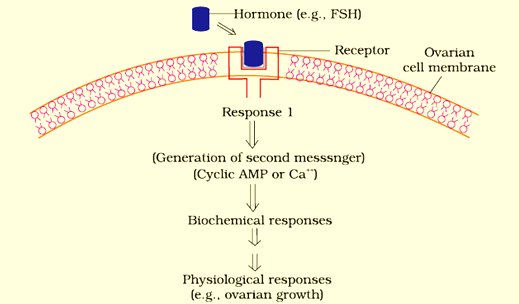 Hormone (e.g., FSH)
Receptor
Ovarian
cell membrane
Response 1
(Generation of second messsnger)
(Cyclic AMP or Ca⁺⁺)
Biochemical responses
Physiological responses
(e.g., ovarian growth)